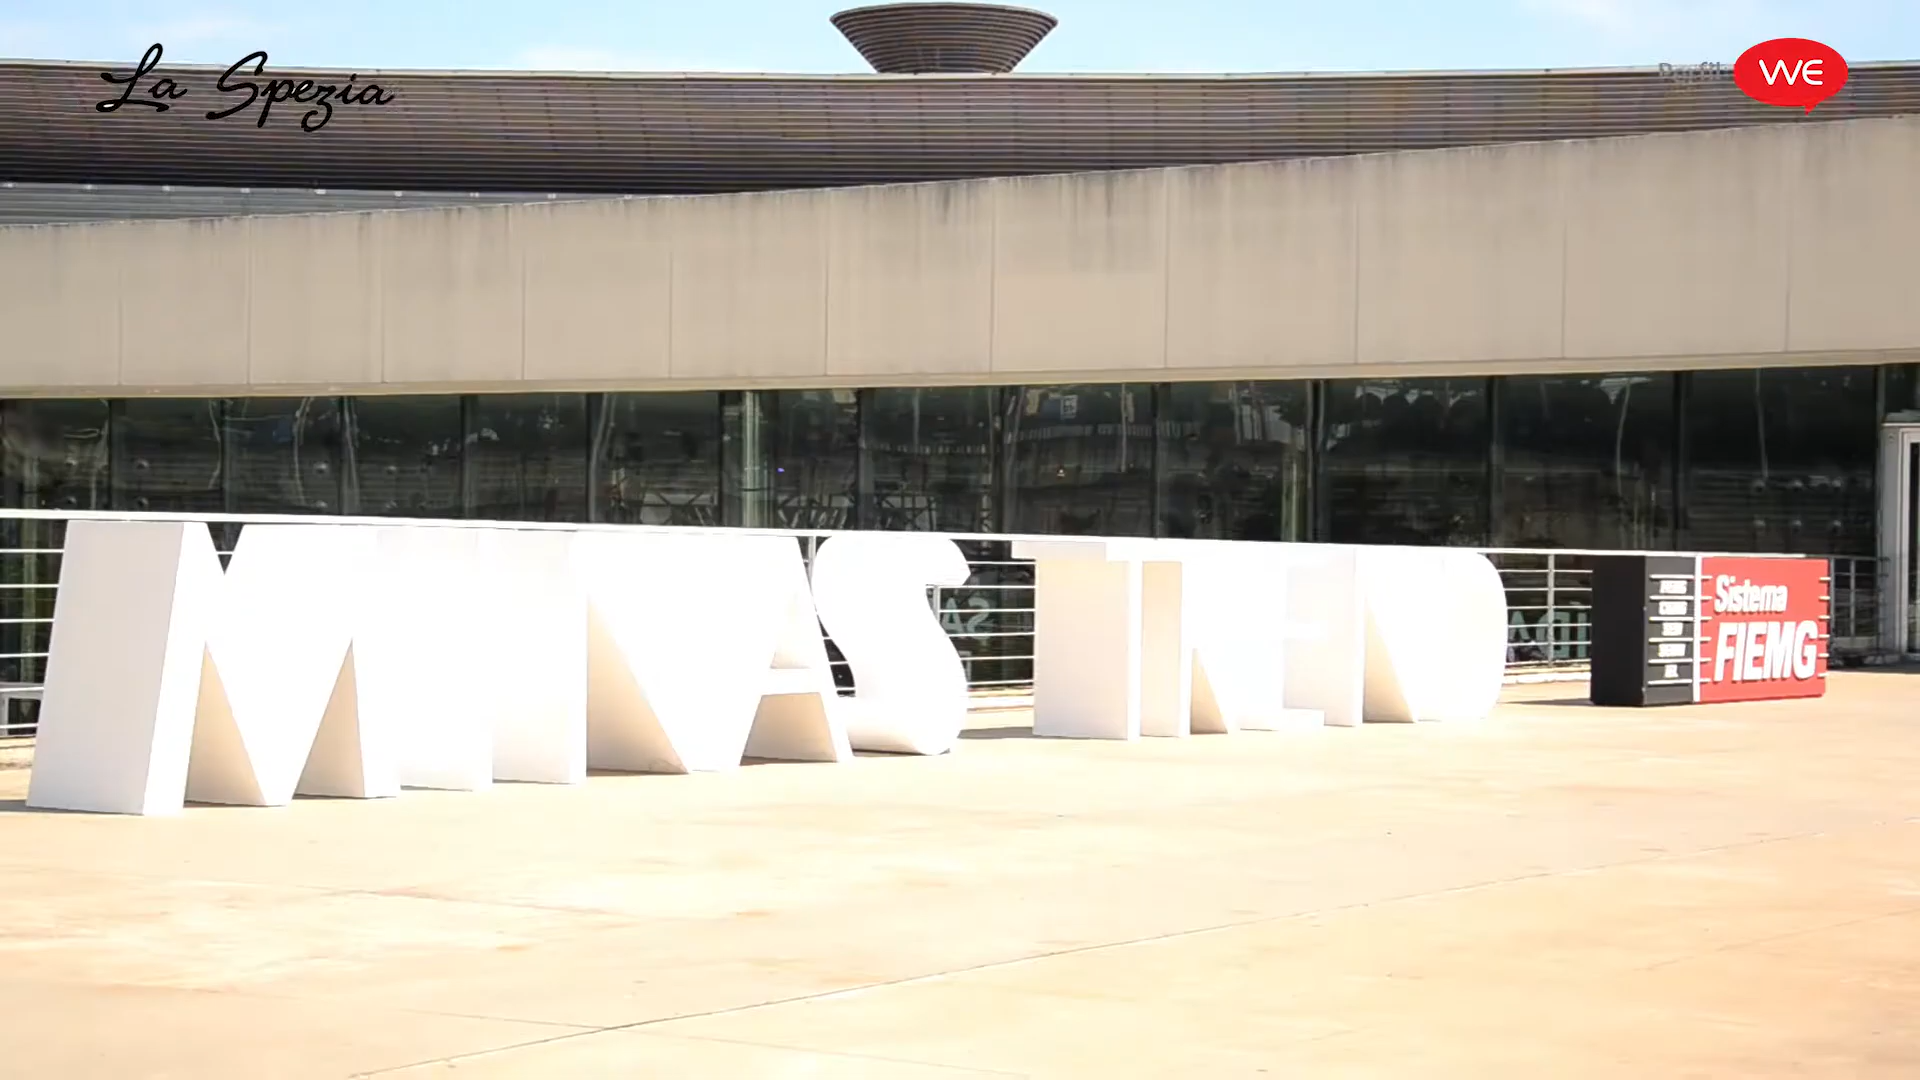 La Spezia
WE
MINAS TREND
Sistema
FIEMG